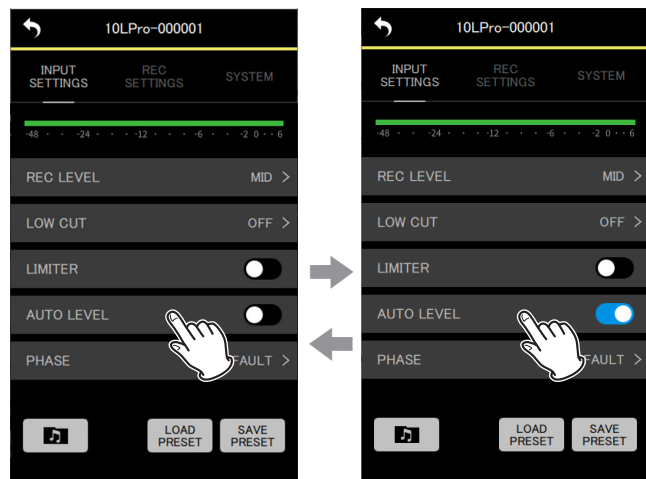 10LPro-000001
INPUT SETTINGS REC SETTINGS SYSTEM
-48 · · -24 · · -12 · · · -6 · · -2 0 · · 6
REC LEVEL MID >
LOW CUT OFF >
LIMITER
AUTO LEVEL
PHASE FAULT >
LOAD PRESET SAVE PRESET
10LPro-000001
INPUT SETTINGS REC SETTINGS SYSTEM
-48 · · -24 · · -12 · · · -6 · · -2 0 · · 6
REC LEVEL MID >
LOW CUT OFF >
LIMITER
AUTO LEVEL
PHASE FAULT >
LOAD PRESET SAVE PRESET